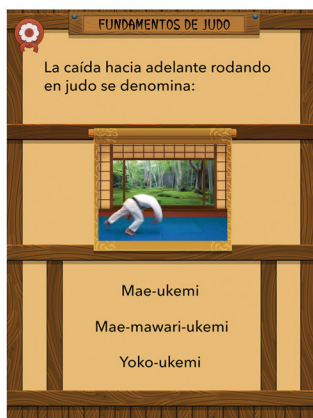 FUNDAMENTOS DE JUDO
La caída hacia adelante rodando
en judo se denomina:
Mae-ukemi
Mae-mawari-ukemi
Yoko-ukemi